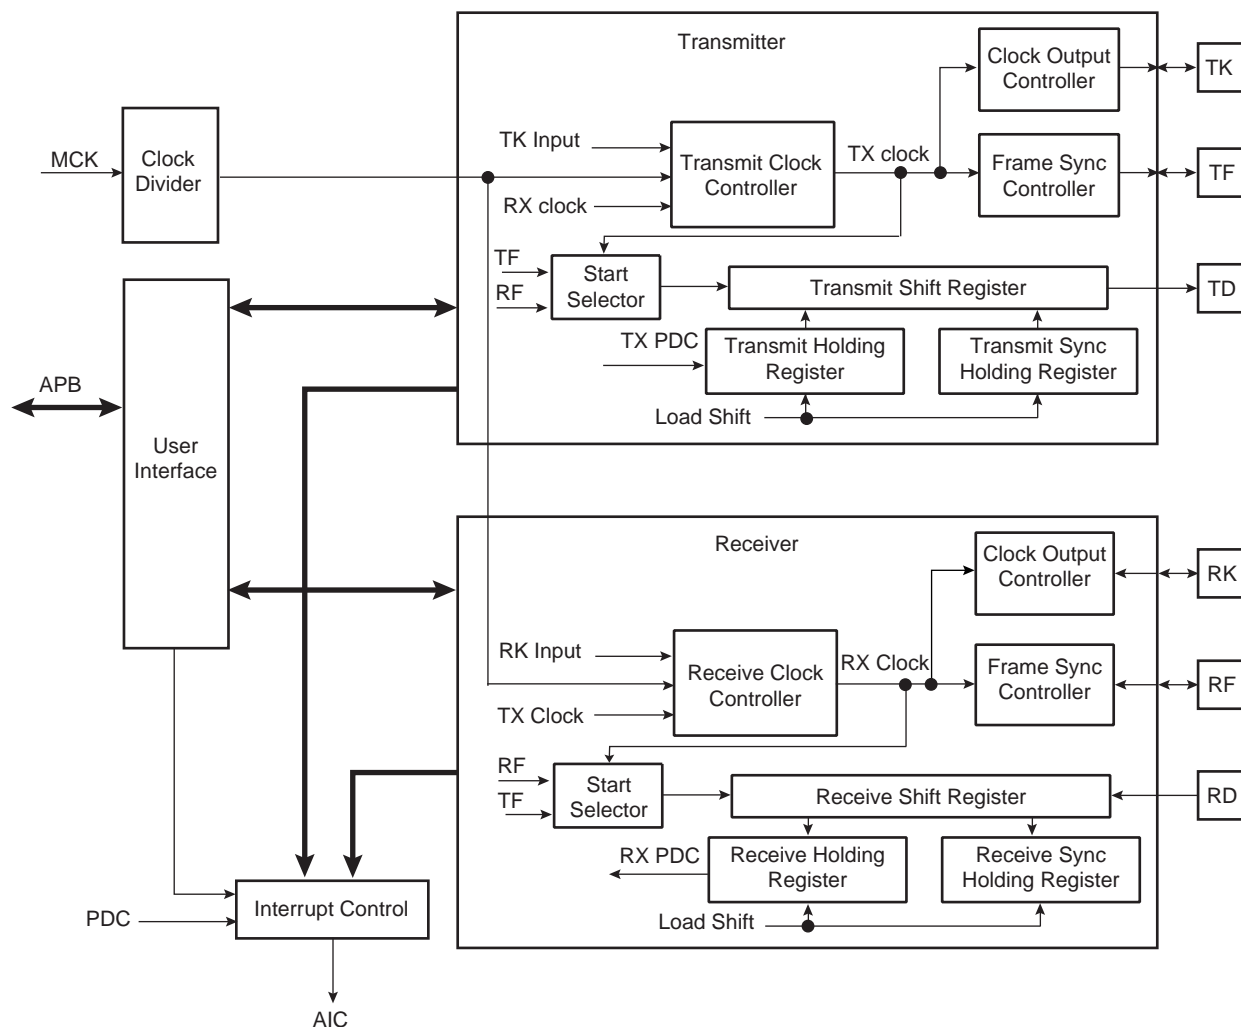 Transmitter
Clock Output
Controller
TK
MCK
Clock
Divider
TK Input
Transmit Clock
Controller
TX clock
Frame Sync
Controller
TF
RX clock
TF
RF
Start
Selector
Transmit Shift Register
TD
TX PDC
Transmit Holding
Register
Transmit Sync
Holding Register
Load Shift
APB
User
Interface
Receiver
Clock Output
Controller
RK
RK Input
Receive Clock
Controller
RX Clock
Frame Sync
Controller
RF
TX Clock
RF
TF
Start
Selector
Receive Shift Register
RD
RX PDC
Receive Holding
Register
Receive Sync
Holding Register
Load Shift
PDC
Interrupt Control
AIC